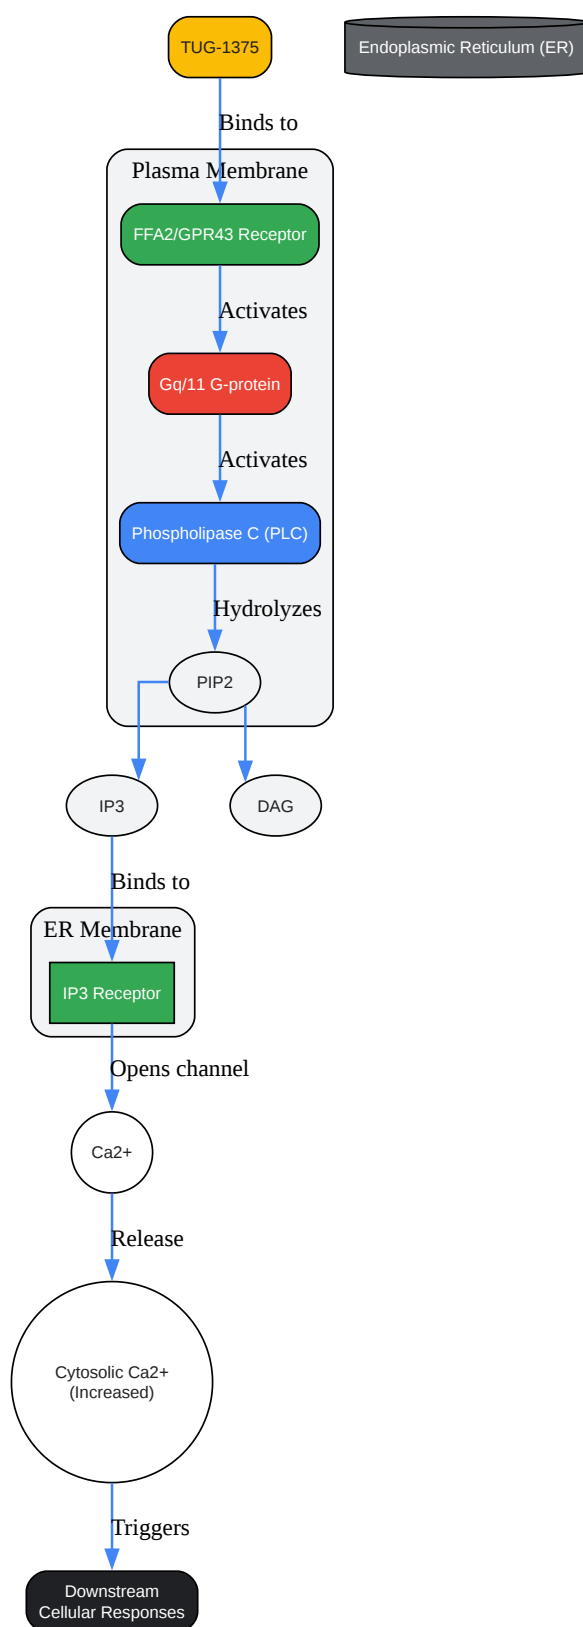 TUG-1375
Endoplasmic Reticulum (ER)
Binds to
Plasma Membrane
FFA2/GPR43 Receptor
Activates
Gq/11 G-protein
Activates
Phospholipase C (PLC)
Hydrolyzes
PIP2
IP3
DAG
Binds to
ER Membrane
IP3 Receptor
Opens channel
Ca2+
Release
Cytosolic Ca2+
(Increased)
Triggers
Downstream
Cellular Responses